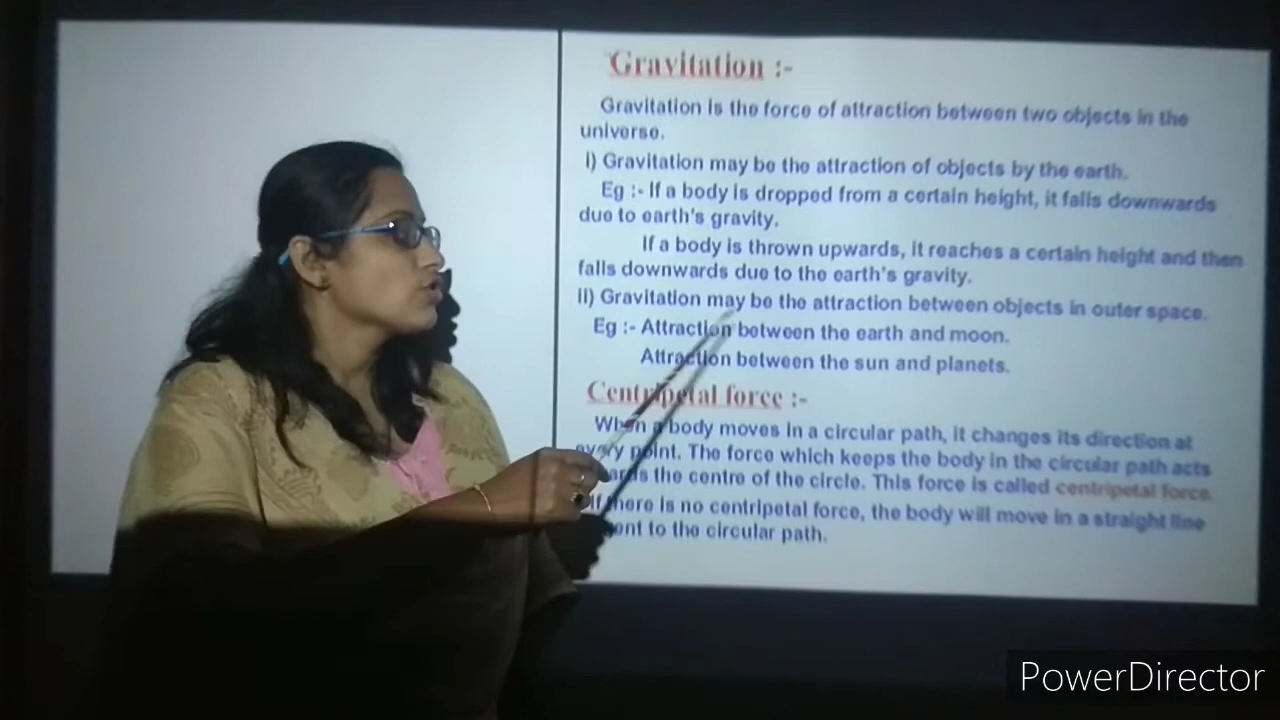 Gravitation :-
Gravitation is the force of attraction between two objects in the
universe.
i) Gravitation may be the attraction of objects by the earth.
Eg :- If a body is dropped from a certain height, it falls downwards
due to earth's gravity.
If a body is thrown upwards, it reaches a certain height and then
falls downwards due to the earth's gravity.
ii) Gravitation may be the attraction between objects in outer space.
Eg :- Attraction between the earth and moon.
Attraction between the sun and planets.
Centripetal force :-
When a body moves in a circular path, it changes its direction at
every point. The force which keeps the body in the circular path acts
the centre of the circle. This force is called centripetal force.
If there is no centripetal force, the body will move in a straight line
to the circular path.
PowerDirector